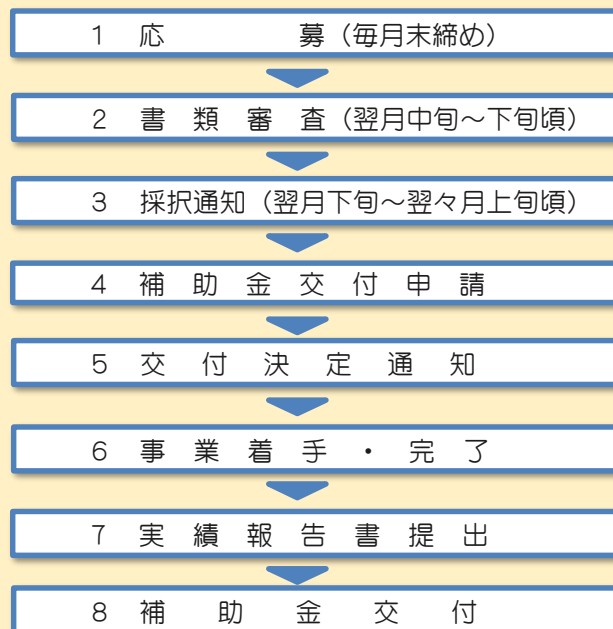 1 応募（毎月末締め）
2 書類審査（翌月中旬～下旬頃）
3 採択通知（翌月下旬～翌々月上旬頃）
4 補助金交付申請
5 交付決定通知
6 事業着手・完了
7 実績報告書提出
8 補助金交付